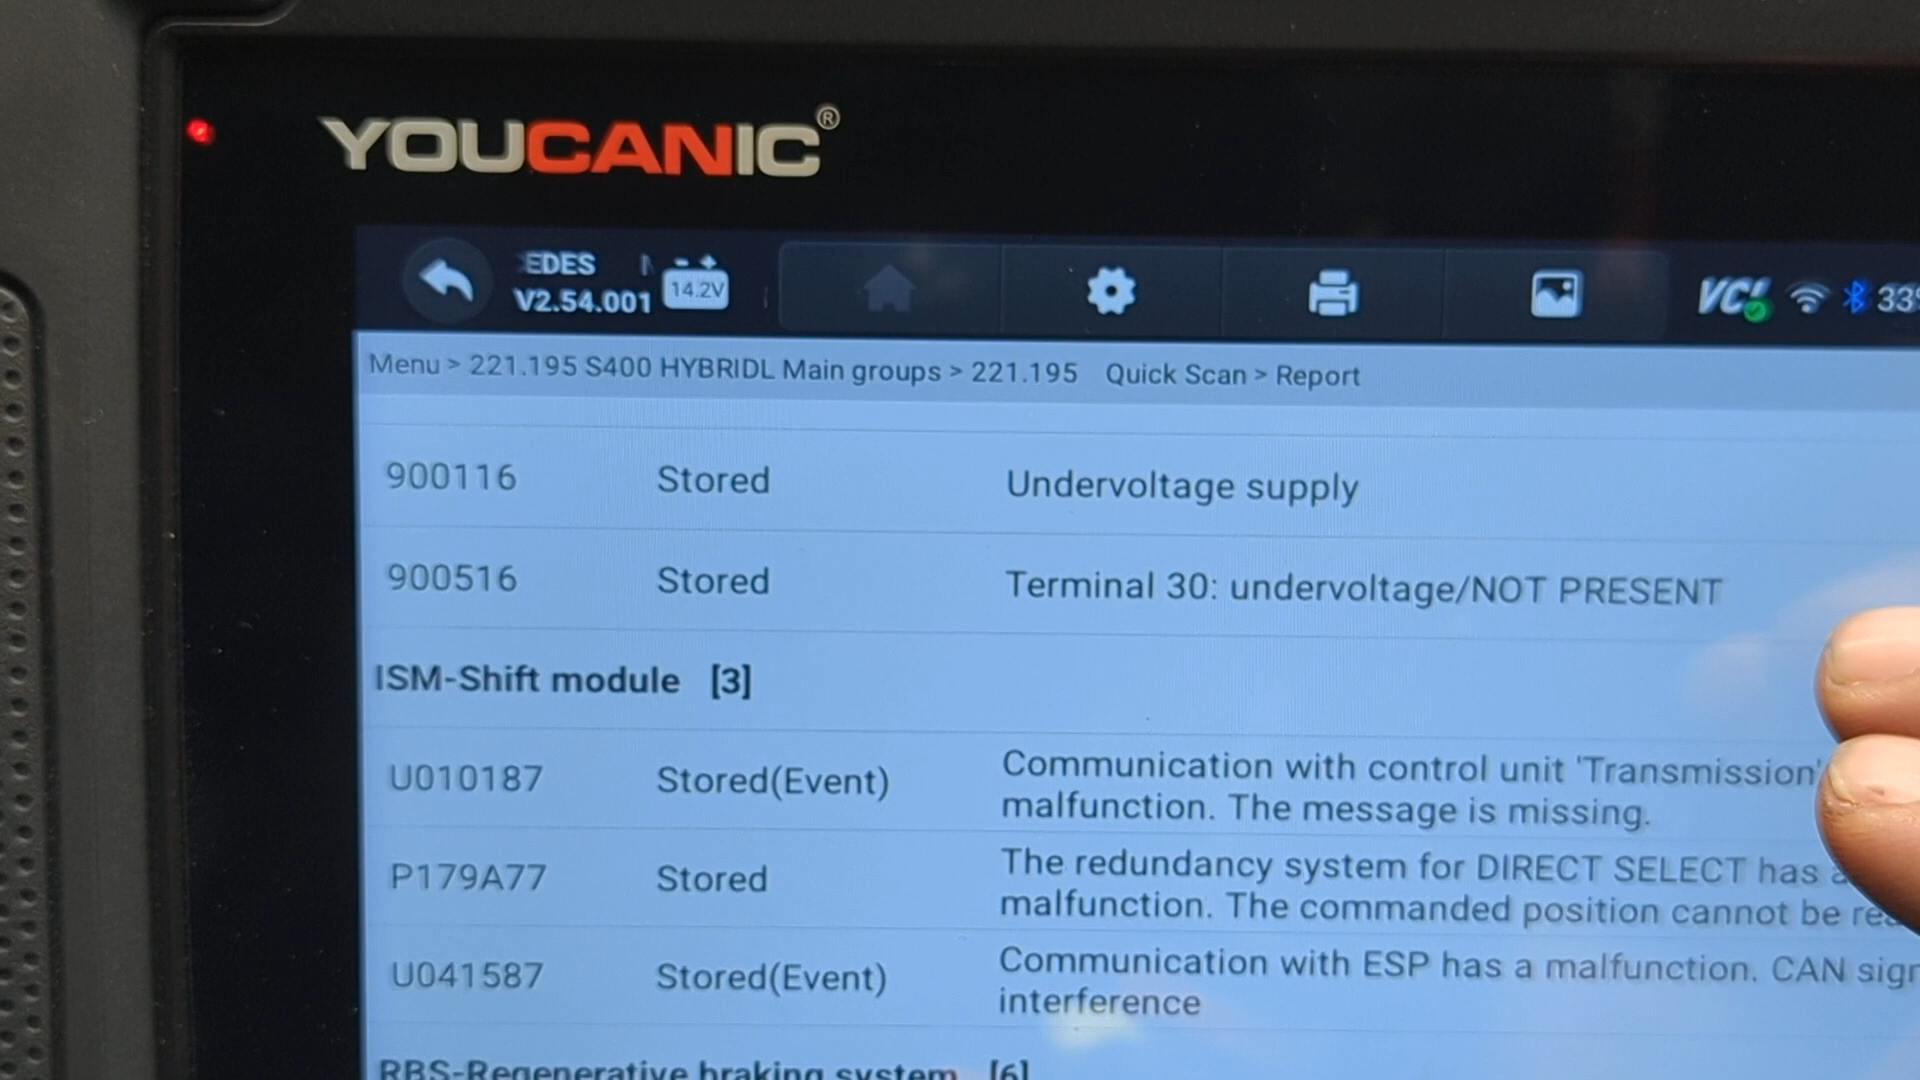 YOUCANIC®
EDES
V2.54.001
14.2V
VCI
33%
Menu > 221.195 S400 HYBRIDL Main groups > 221.195 Quick Scan > Report
900116 Stored Undervoltage supply
900516 Stored Terminal 30: undervoltage/NOT PRESENT
ISM-Shift module [3]
U010187 Stored(Event) Communication with control unit 'Transmission'
malfunction. The message is missing.
P179A77 Stored The redundancy system for DIRECT SELECT has a
malfunction. The commanded position cannot be
U041587 Stored(Event) Communication with ESP has a malfunction. CAN
interference
RBS-Regenerative braking system [6]